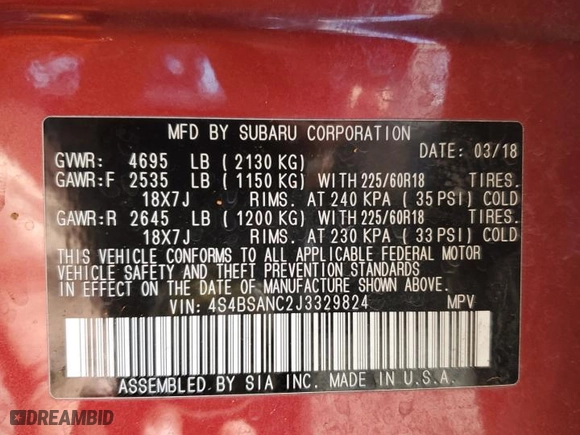 MFD BY SUBARU CORPORATION
GVWR: 4695 LB (2130 KG) DATE: 03/18
GAWR:F 2535 LB (1150 KG) WITH 225/60R18 TIRES.
18X7J RIMS. AT 240 KPA (35 PSI) COLD
GAWR:R 2645 LB (1200 KG) WITH 225/60R18 TIRES.
18X7J RIMS. AT 230 KPA (33 PSI) COLD
THIS VEHICLE CONFORMS TO ALL APPLICABLE FEDERAL MOTOR
VEHICLE SAFETY AND THEFT PREVENTION STANDARDS
IN EFFECT ON THE DATE OF MANUFACTURE SHOWN ABOVE.
VIN: 4S4BSANC2J3329824 MPV
ASSEMBLED BY SIA INC. MADE IN U.S.A.
DREAMBID